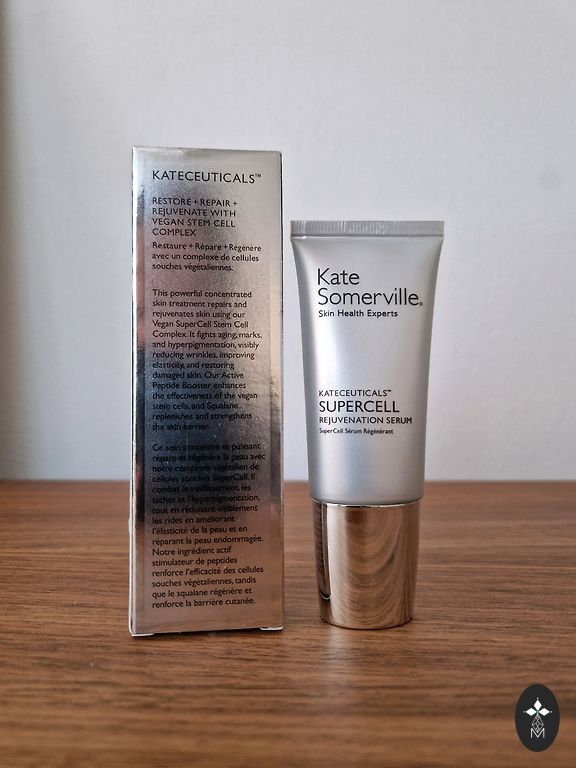 KATECEUTICALS™
RESTORE + REPAIR +
REJUVENATE WITH
VEGAN STEM CELL
COMPLEX
Restaure + Répare + Régénère
avec un complexe de cellules
souches végétaliennes.
This powerful concentrated
skin treatment repairs and
rejuvenates skin using our
Vegan SuperCell Stem Cell
Complex. It fights aging, marks,
and hyperpigmentation, visibly
reducing wrinkles, improving
elasticity, and restoring
damaged skin. Our Active
Peptide Booster enhances
the effectiveness of the vegan
stem cells, and Squalane
replenishes and strengthens
the skin barrier.
Ce soin concentré et puissant
répare et régénère la peau avec
notre complexe végétalien de
cellules souches SuperCell. Il
combat le vieillissement, les
taches et l'hyperpigmentation,
tout en réduisant visiblement
les rides en améliorant
l'élasticité de la peau et en
réparant la peau endommagée.
Notre ingrédient actif
stimulateur de peptides
renforce l'efficacité des cellules
souches végétaliennes, tandis
que le squalane régénère et
renforce la barrière cutanée.
Kate
Somerville®
Skin Health Experts
KATECEUTICALS™
SUPERCELL
REJUVENATION SERUM
SuperCell Sérum Régénérant